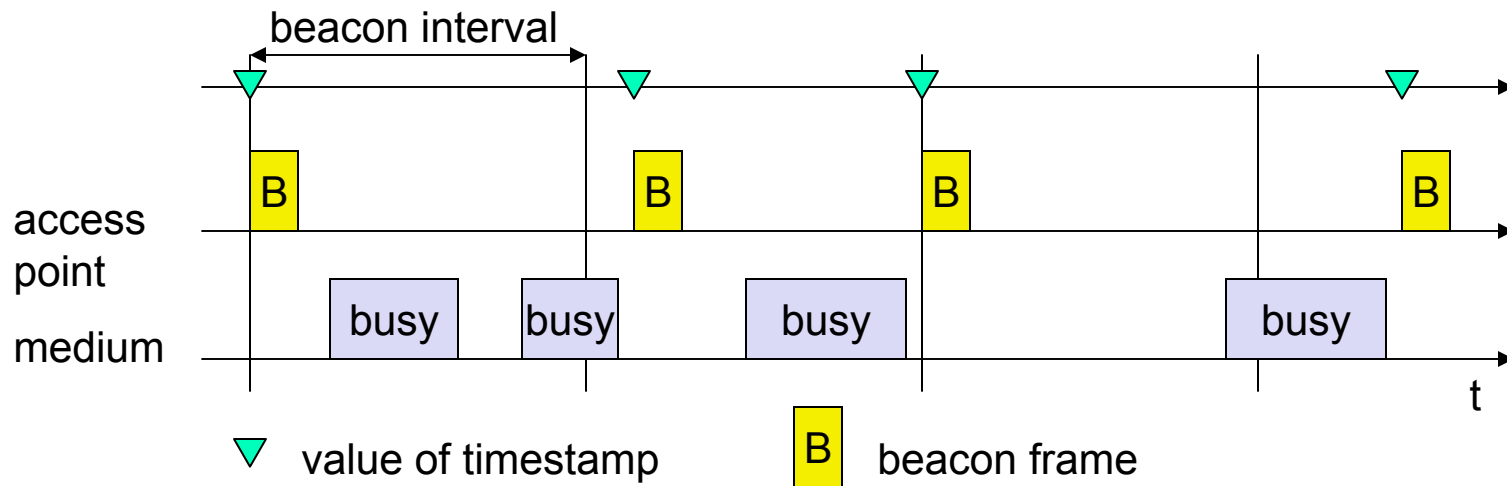 beacon interval
B B B B
access
point
busy busy busy busy
medium
t
value of timestamp B beacon frame